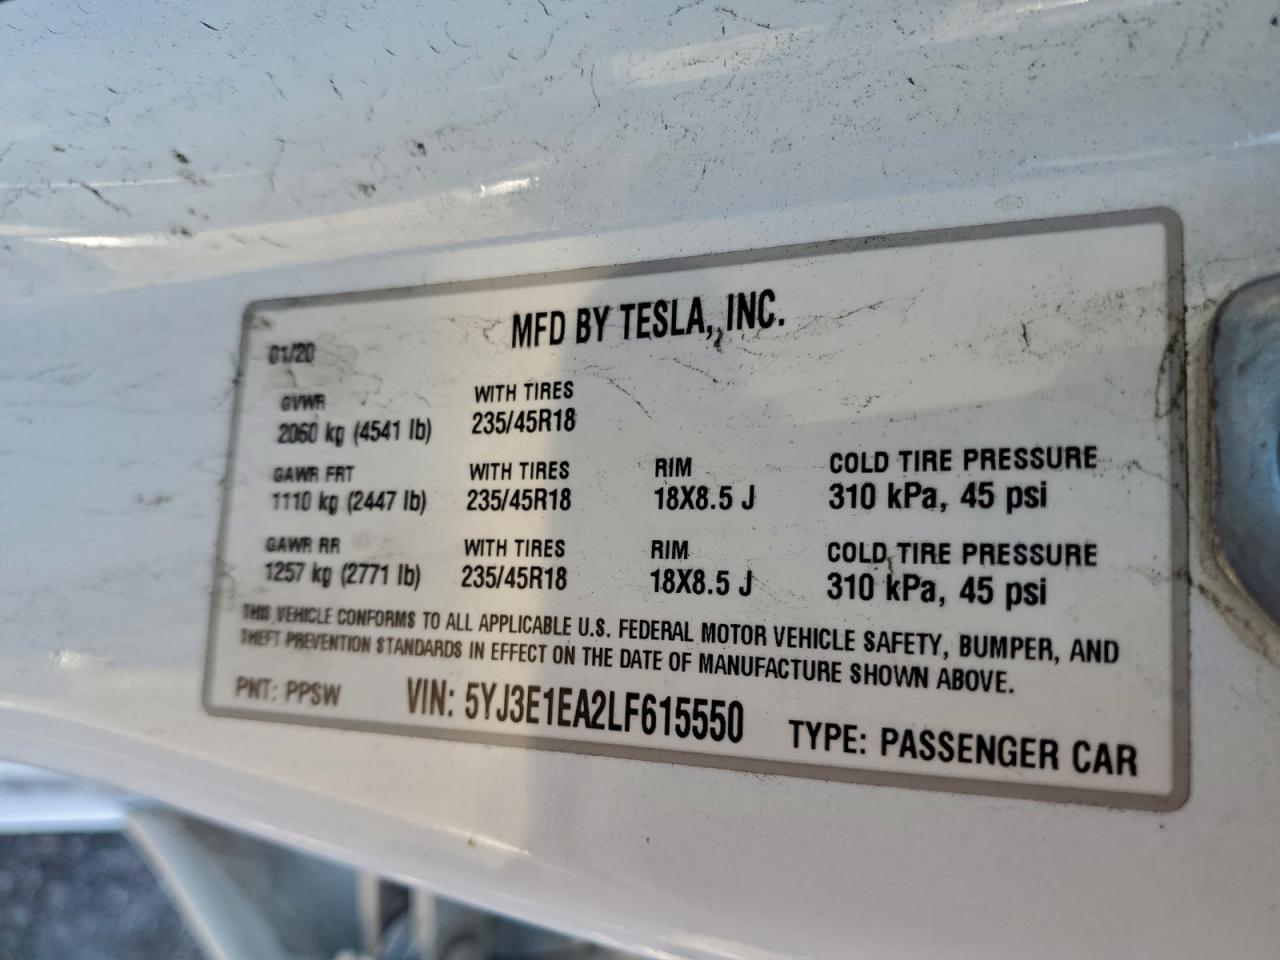 MFD BY TESLA, INC.
01/20
GVWR WITH TIRES
2060 kg (4541 lb) 235/45R18
GAWR FRT WITH TIRES RIM COLD TIRE PRESSURE
1110 kg (2447 lb) 235/45R18 18X8.5 J 310 kPa, 45 psi
GAWR RR WITH TIRES RIM COLD TIRE PRESSURE
1257 kg (2771 lb) 235/45R18 18X8.5 J 310 kPa, 45 psi
THIS VEHICLE CONFORMS TO ALL APPLICABLE U.S. FEDERAL MOTOR VEHICLE SAFETY, BUMPER, AND
THEFT PREVENTION STANDARDS IN EFFECT ON THE DATE OF MANUFACTURE SHOWN ABOVE.
PNT: PPSW VIN: 5YJ3E1EA2LF615550 TYPE: PASSENGER CAR